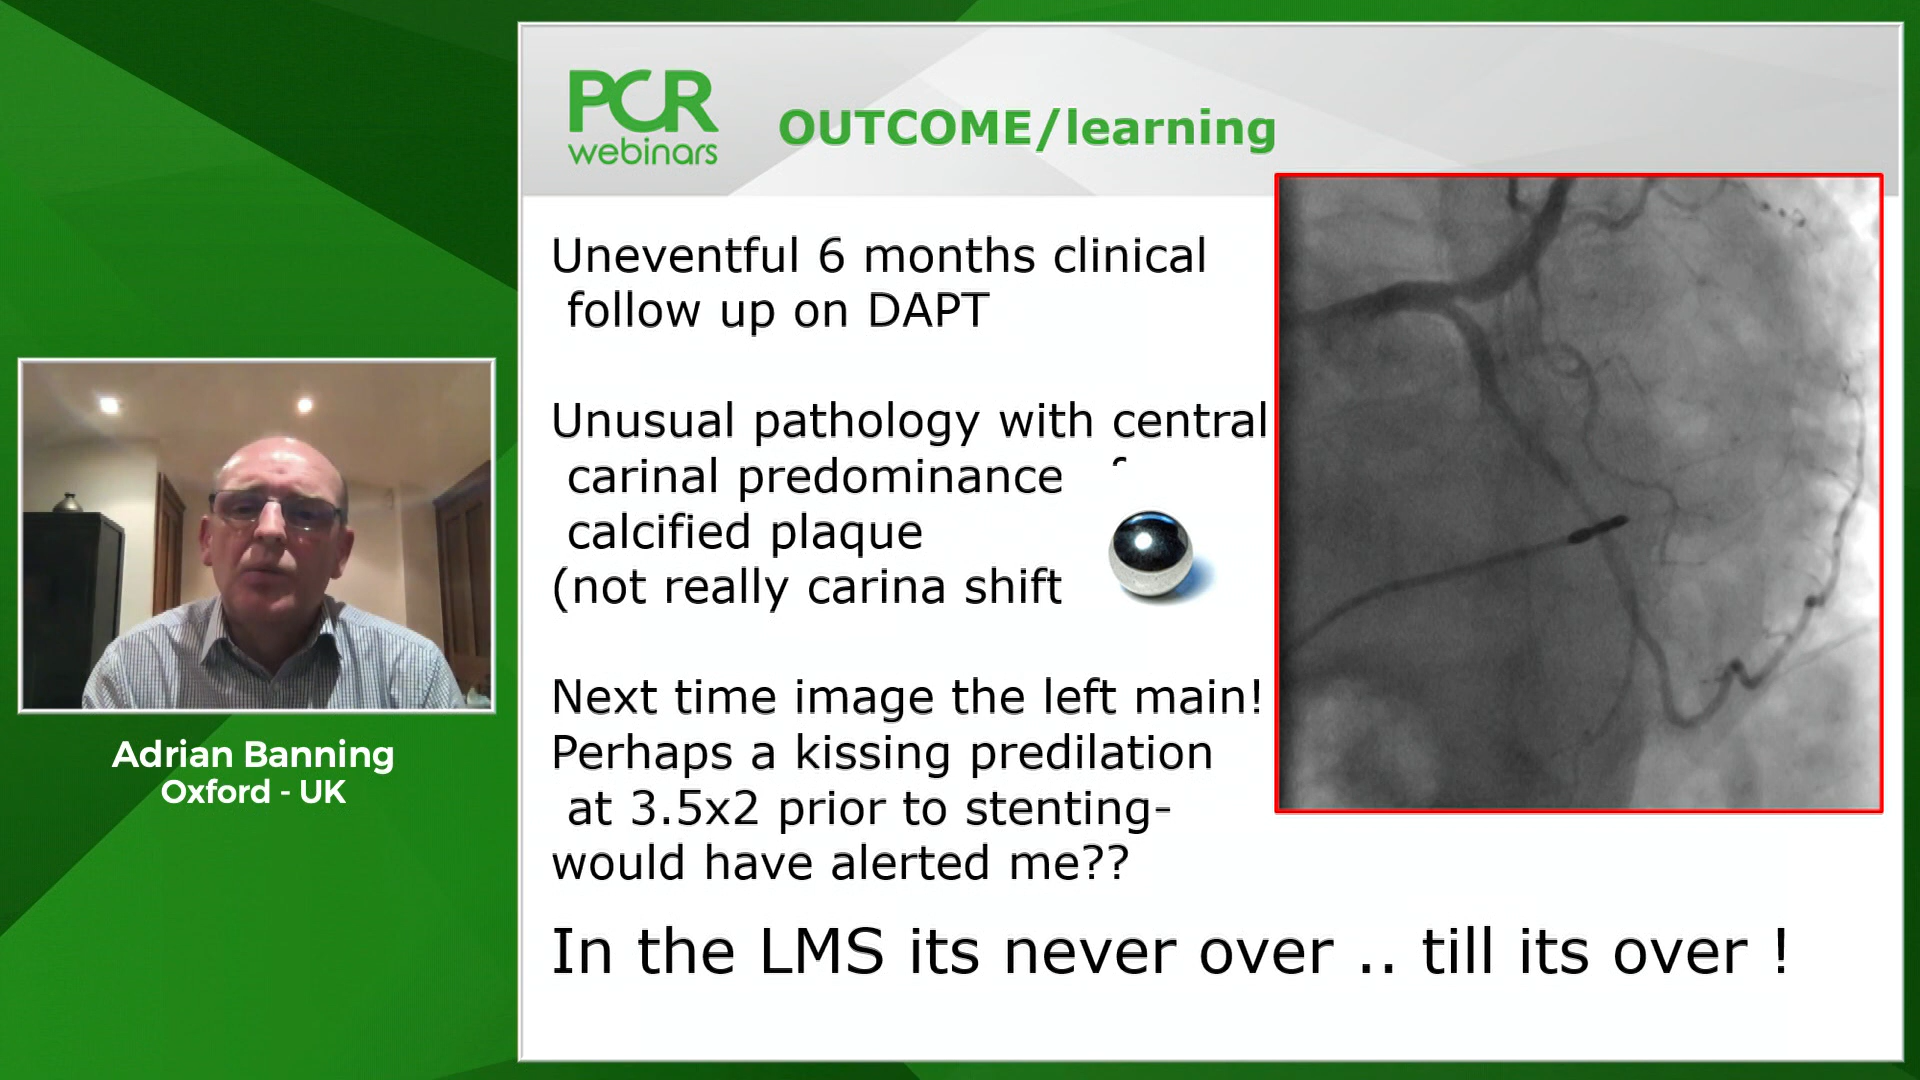 PCR
webinars
OUTCOME/learning
Uneventful 6 months clinical
follow up on DAPT
Unusual pathology with central
carinal predominance
calcified plaque
(not really carina shift
Next time image the left main!
Perhaps a kissing predilation
at 3.5x2 prior to stenting-
would have alerted me??
In the LMS its never over .. till its over !
Adrian Banning
Oxford - UK